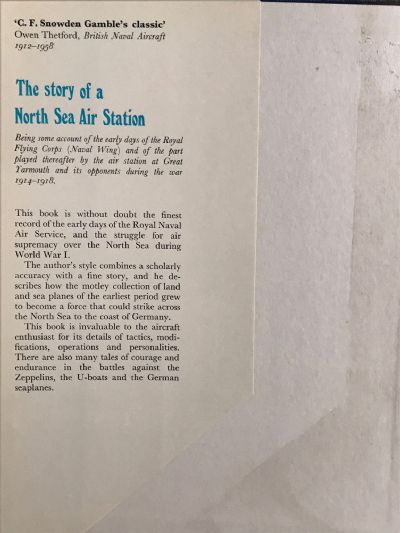 'C. F. Snowden Gamble's classic'
Owen Thetford, British Naval Aircraft
1912–1958
The story of a
North Sea Air Station
Being some account of the early days of the Royal
Flying Corps (Naval Wing) and of the part
played thereafter by the air station at Great
Yarmouth and its opponents during the war
1914–1918.
This book is without doubt the finest
record of the early days of the Royal Naval
Air Service, and the struggle for air
supremacy over the North Sea during
World War I.
The author's style combines a scholarly
accuracy with a fine story, and he de-
scribes how the motley collection of land
and sea planes of the earliest period grew
to become a force that could strike across
the North Sea to the coast of Germany.
This book is invaluable to the aircraft
enthusiast for its details of tactics, modi-
fications, operations and personalities.
There are also many tales of courage and
endurance in the battles against the
Zeppelins, the U-boats and the German
seaplanes.